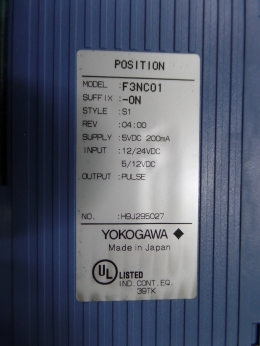 POSITION
MODEL :F3NC01
SUFFIX :-0N
STYLE :S1
REV :04:00
SUPPLY :5VDC 200mA
INPUT :12/24VDC
5/12VDC
OUTPUT :PULSE
NO. :H9J295027
YOKOGAWA ◆
Made in Japan
UL LISTED
IND. CONT. EQ.
39TK